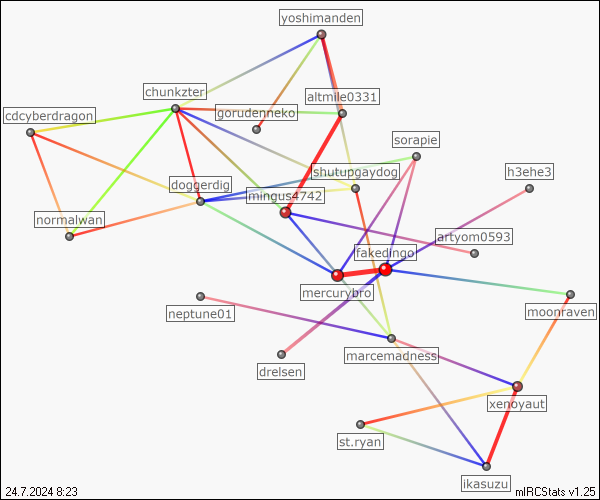 yoshimanden
chunkzter
altmile0331
cdcyberdragon
gorudenneko
sorapie
shutupgaydog
h3ehe3
doggerdig
mingus4742
normalwan
artyom0593
fakedingo
mercurybro
neptune01
moonraven
marcemadness
drelsen
xenoyaut
st.ryan
ikasuzu
24.7.2024 8:23
mIRCStats v1.25